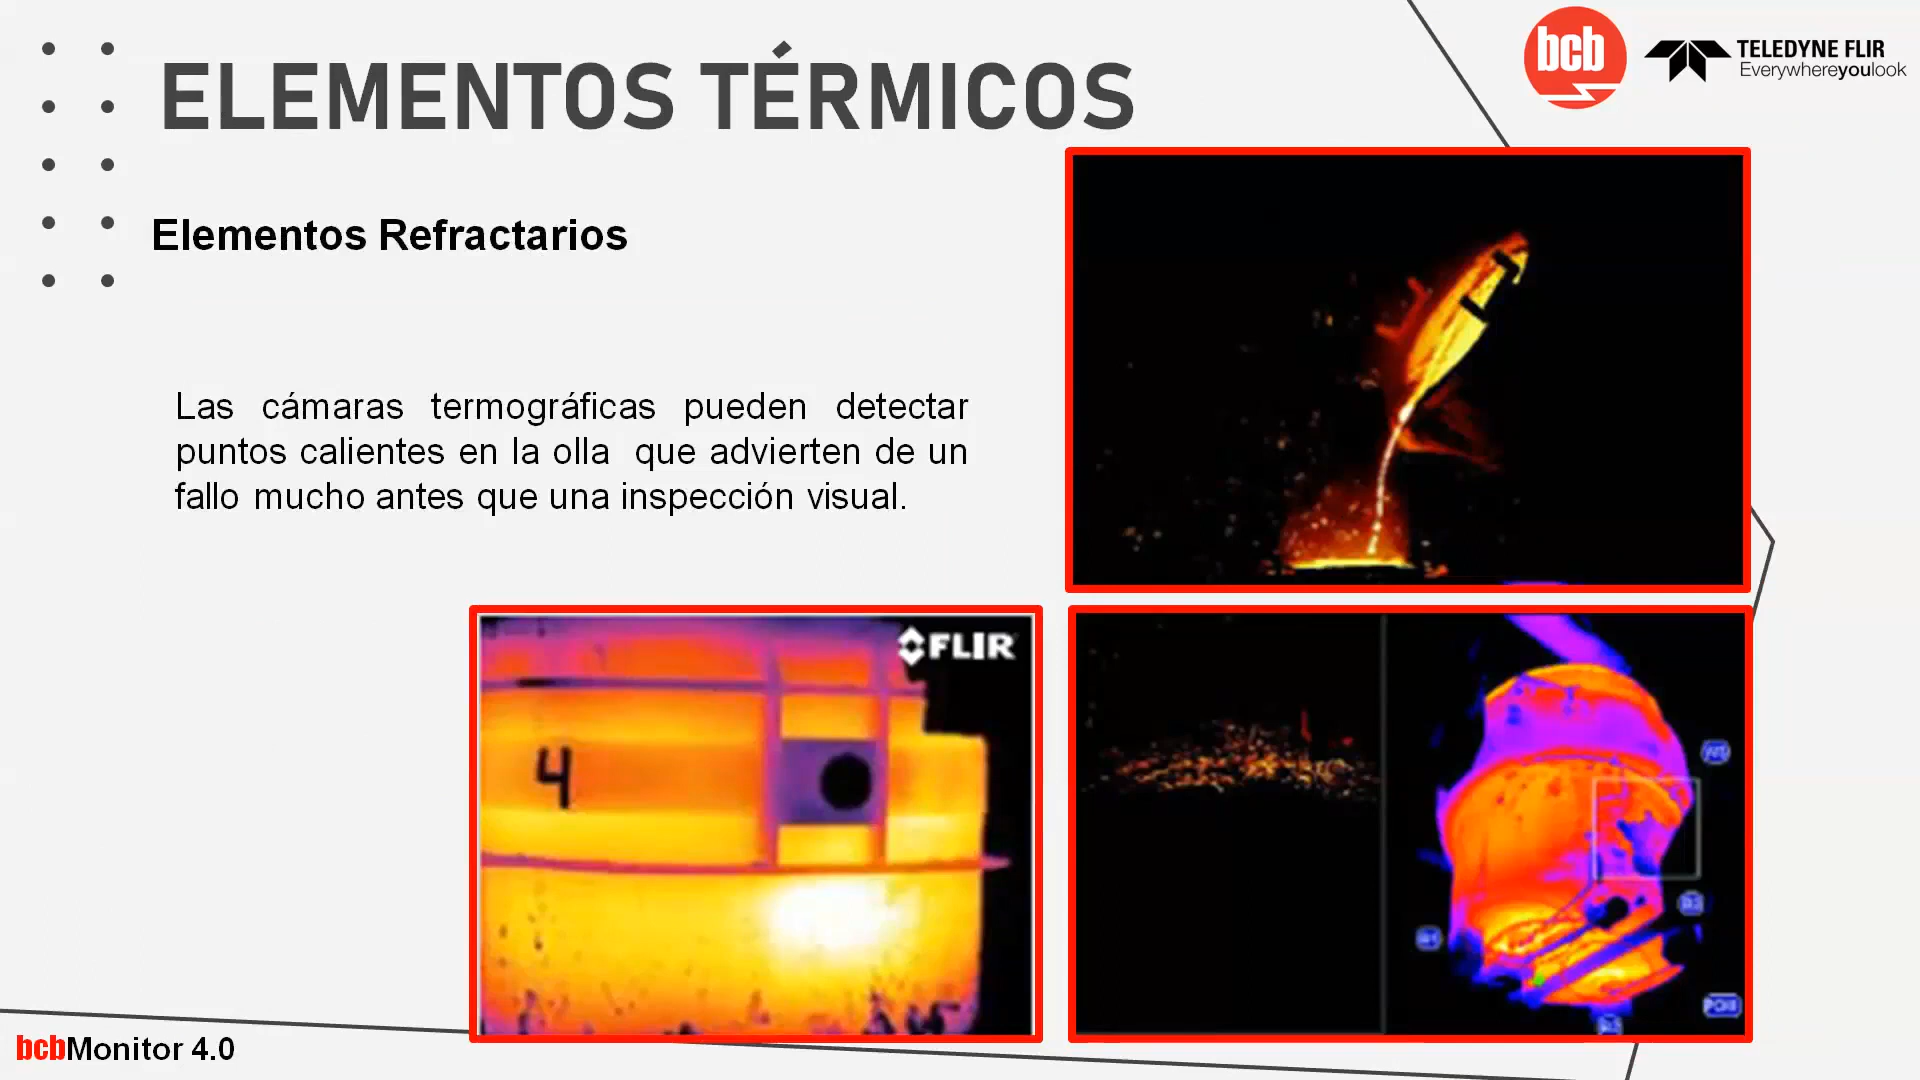 ELEMENTOS TÉRMICOS
bcb
TELEDYNE FLIR
Everywhereyoulook
Elementos Refractarios
Las cámaras termográficas pueden detectar
puntos calientes en la olla que advierten de un
fallo mucho antes que una inspección visual.
FLIR
4
bcbMonitor 4.0